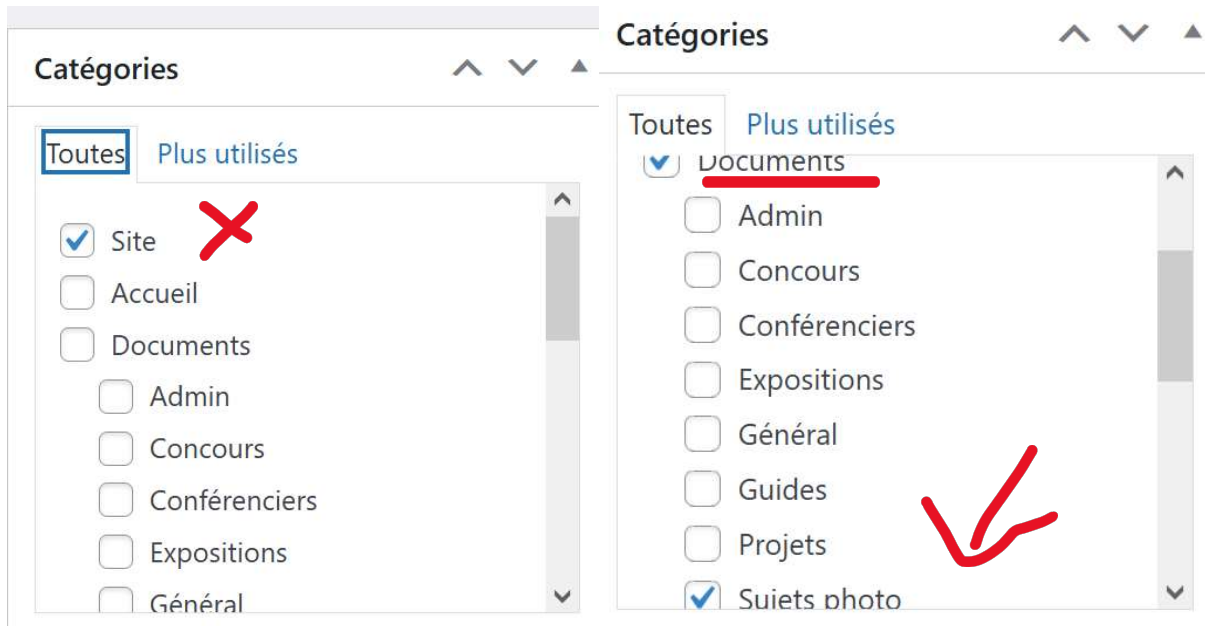 Catégories
Toutes Plus utilisés
Site
Accueil
Documents
Admin
Concours
Conférenciers
Expositions
Général
Catégories
Toutes Plus utilisés
Documents
Admin
Concours
Conférenciers
Expositions
Général
Guides
Projets
Sujets photo